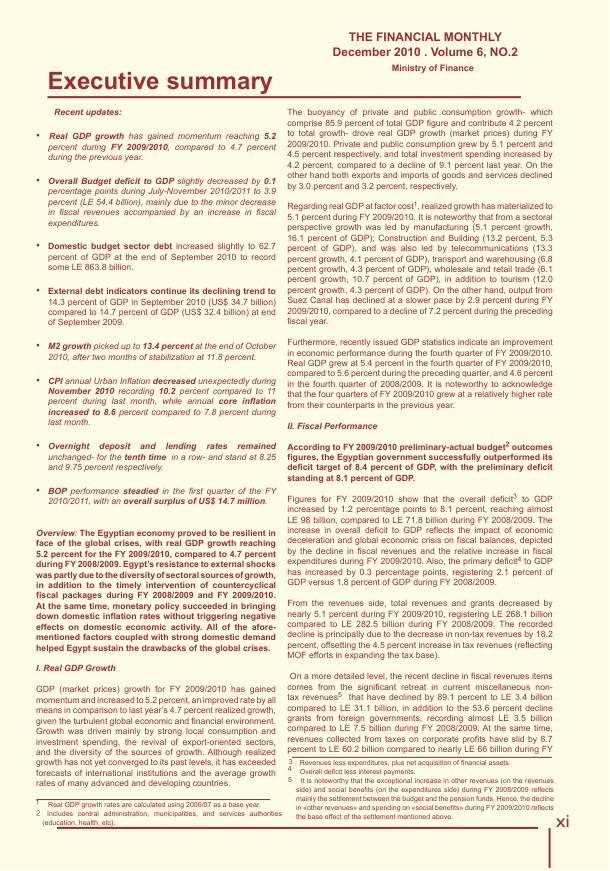 THE FINANCIAL MONTHLY
December 2010 . Volume 6, NO.2
Ministry of Finance
Executive summary
Recent updates:
• Real GDP growth has gained momentum reaching 5.2
percent during FY 2009/2010, compared to 4.7 percent
during the previous year.
• Overall Budget deficit to GDP slightly decreased by 0.1
percentage points during July-November 2010/2011 to 3.9
percent (LE 54.4 billion), mainly due to the minor decrease
in fiscal revenues accompanied by an increase in fiscal
expenditures.
• Domestic budget sector debt increased slightly to 62.7
percent of GDP at the end of September 2010 to record
some LE 863.8 billion.
• External debt indicators continue its declining trend to
14.3 percent of GDP in September 2010 (US$ 34.7 billion)
compared to 14.7 percent of GDP (US$ 32.4 billion) at end
of September 2009.
• M2 growth picked up to 13.4 percent at the end of October
2010, after two months of stabilization at 11.8 percent.
• CPI annual Urban Inflation decreased unexpectedly during
November 2010 recording 10.2 percent compared to 11
percent during last month, while annual core inflation
increased to 8.6 percent compared to 7.8 percent during
last month.
• Overnight deposit and lending rates remained
unchanged- for the tenth time in a row- and stand at 8.25
and 9.75 percent respectively.
• BOP performance steadied in the first quarter of the FY
2010/2011, with an overall surplus of US$ 14.7 million.
Overview: The Egyptian economy proved to be resilient in
face of the global crises, with real GDP growth reaching
5.2 percent for the FY 2009/2010, compared to 4.7 percent
during FY 2008/2009. Egypt's resistance to external shocks
was partly due to the diversity of sectoral sources of growth,
in addition to the timely intervention of countercyclical
fiscal packages during FY 2008/2009 and FY 2009/2010.
At the same time, monetary policy succeeded in bringing
down domestic inflation rates without triggering negative
effects on domestic economic activity. All of the afore-
mentioned factors coupled with strong domestic demand
helped Egypt sustain the drawbacks of the global crises.
I. Real GDP Growth
GDP (market prices) growth for FY 2009/2010 has gained
momentum and increased to 5.2 percent, an improved rate by all
means in comparison to last year's 4.7 percent realized growth,
given the turbulent global economic and financial environment.
Growth was driven mainly by strong local consumption and
investment spending, the revival of export-oriented sectors,
and the diversity of the sources of growth. Although realized
growth has not yet converged to its past levels, it has exceeded
forecasts of international institutions and the average growth
rates of many advanced and developing countries.
1 Real GDP growth rates are calculated using 2006/07 as a base year.
2 Includes central administration, municipalities, and services authorities
(education, health, etc).
The buoyancy of private and public consumption growth- which
comprise 85.9 percent of total GDP figure and contribute 4.2 percent
to total growth- drove real GDP growth (market prices) during FY
2009/2010. Private and public consumption grew by 5.1 percent and
4.5 percent respectively, and total investment spending increased by
4.2 percent, compared to a decline of 9.1 percent last year. On the
other hand both exports and imports of goods and services declined
by 3.0 percent and 3.2 percent, respectively.
Regarding real GDP at factor cost1, realized growth has materialized to
5.1 percent during FY 2009/2010. It is noteworthy that from a sectoral
perspective growth was led by manufacturing (5.1 percent growth,
16.1 percent of GDP); Construction and Building (13.2 percent, 5.3
percent of GDP), and was also led by telecommunications (13.3
percent growth, 4.1 percent of GDP), transport and warehousing (6.8
percent growth, 4.3 percent of GDP), wholesale and retail trade (6.1
percent growth, 10.7 percent of GDP), in addition to tourism (12.0
percent growth, 4.3 percent of GDP). On the other hand, output from
Suez Canal has declined at a slower pace by 2.9 percent during FY
2009/2010, compared to a decline of 7.2 percent during the preceding
fiscal year.
Furthermore, recently issued GDP statistics indicate an improvement
in economic performance during the fourth quarter of FY 2009/2010.
Real GDP grew at 5.4 percent in the fourth quarter of FY 2009/2010,
compared to 5.6 percent during the preceding quarter, and 4.6 percent
in the fourth quarter of 2008/2009. It is noteworthy to acknowledge
that the four quarters of FY 2009/2010 grew at a relatively higher rate
from their counterparts in the previous year.
II. Fiscal Performance
According to FY 2009/2010 preliminary-actual budget2 outcomes
figures, the Egyptian government successfully outperformed its
deficit target of 8.4 percent of GDP, with the preliminary deficit
standing at 8.1 percent of GDP.
Figures for FY 2009/2010 show that the overall deficit3 to GDP
increased by 1.2 percentage points to 8.1 percent, reaching almost
LE 98 billion, compared to LE 71.8 billion during FY 2008/2009. The
increase in overall deficit to GDP reflects the impact of economic
deceleration and global economic crisis on fiscal balances, depicted
by the decline in fiscal revenues and the relative increase in fiscal
expenditures during FY 2009/2010. Also, the primary deficit4 to GDP
has increased by 0.3 percentage points, registering 2.1 percent of
GDP versus 1.8 percent of GDP during FY 2008/2009.
From the revenues side, total revenues and grants decreased by
nearly 5.1 percent during FY 2009/2010, registering LE 268.1 billion
compared to LE 282.5 billion during FY 2008/2009. The recorded
decline is principally due to the decrease in non-tax revenues by 18.2
percent, offsetting the 4.5 percent increase in tax revenues (reflecting
MOF efforts in expanding the tax base).
On a more detailed level, the recent decline in fiscal revenues items
comes from the significant retreat in current miscellaneous non-
tax revenues5 that have declined by 89.1 percent to LE 3.4 billion
compared to LE 31.1 billion, in addition to the 53.6 percent decline
grants from foreign governments, recording almost LE 3.5 billion
compared to LE 7.5 billion during FY 2008/2009. At the same time,
revenues collected from taxes on corporate profits have slid by 8.7
percent to LE 60.2 billion compared to nearly LE 66 billion during FY
3 Revenues less expenditures, plus net acquisition of financial assets.
4 Overall deficit less interest payments.
5 It is noteworthy that the exceptional increase in other revenues (on the revenues
side) and social benefits (on the expenditures side) during FY 2008/2009 reflects
mainly the settlement between the budget and the pension funds. Hence, the decline
in «other revenues» and spending on «social benefits» during FY 2009/2010 reflects
the base effect of the settlement mentioned above.
xi